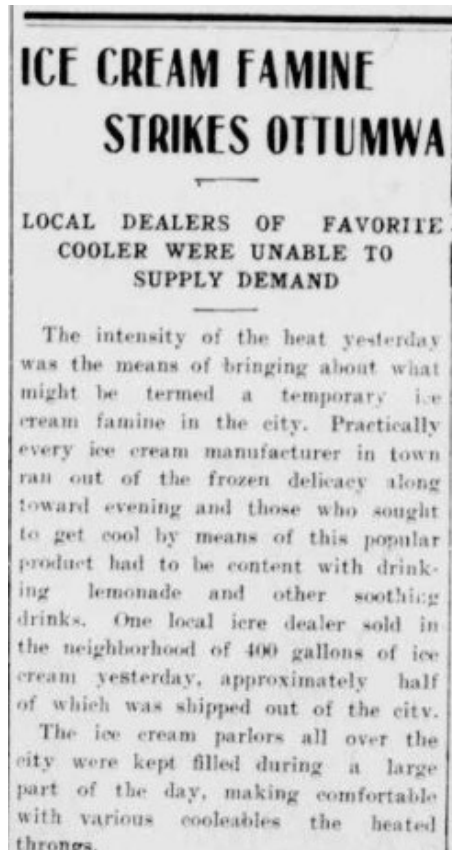 ICE CREAM FAMINE
STRIKES OTTUMWA
LOCAL DEALERS OF FAVORITE
COOLER WERE UNABLE TO
SUPPLY DEMAND
The intensity of the heat yesterday
was the means of bringing about what
might be termed a temporary ice
cream famine in the city. Practically
every ice cream manufacturer in town
ran out of the frozen delicacy along
toward evening and those who sought
to get cool by means of this popular
product had to be content with drink-
ing lemonade and other soothing
drinks. One local icre dealer sold in
the neighborhood of 400 gallons of ice
cream yesterday, approximately half
of which was shipped out of the city.
The ice cream parlors all over the
city were kept filled during a large
part of the day, making comfortable
with various cooleables the heated
throngs.